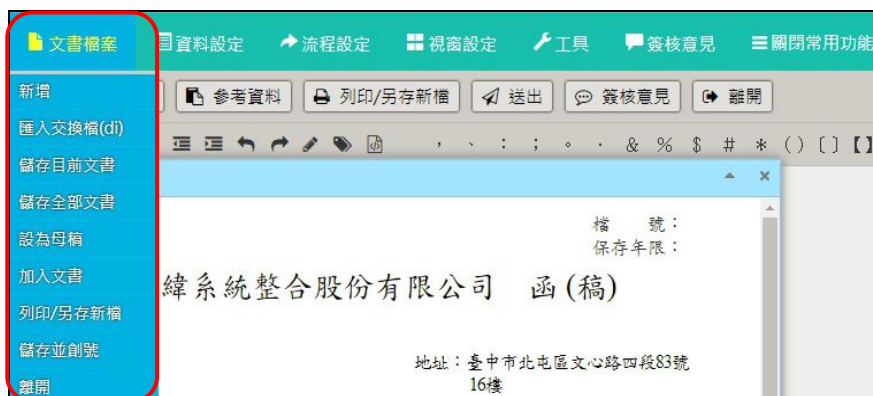 文書檔案 資料設定 流程設定 視窗設定 工具 簽核意見 關閉常用功能
新增 參考資料 列印/另存新檔 送出 簽核意見 離開
匯入交換檔(di) , 、 : ; 。 . & % $ # * () 〔〕 【】
儲存目前文書
儲存全部文書
檔 號：
設為母稿 保存年限：
加入文書 緯系統整合股份有限公司 函(稿)
列印/另存新檔
儲存並創號 地址：臺中市北屯區文心路四段83號
離開 16樓